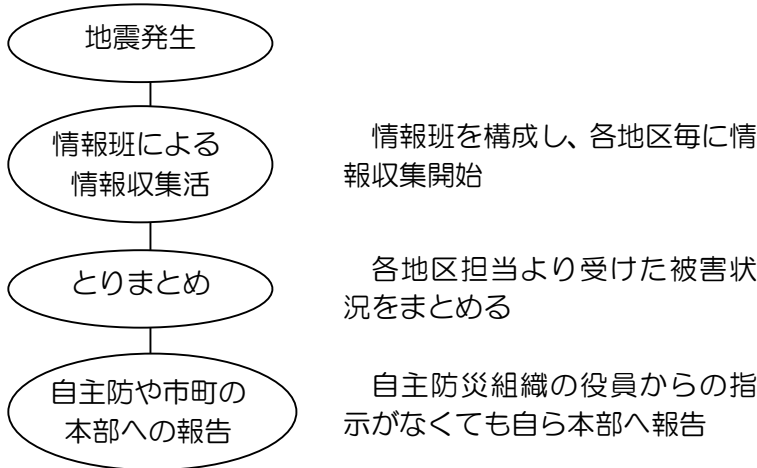 地震発生
情報班による
情報収集活
情報班を構成し、各地区毎に情
報収集開始
とりまとめ
各地区担当より受けた被害状
況をまとめる
自主防や市町の
本部への報告
自主防災組織の役員からの指
示がなくても自ら本部へ報告